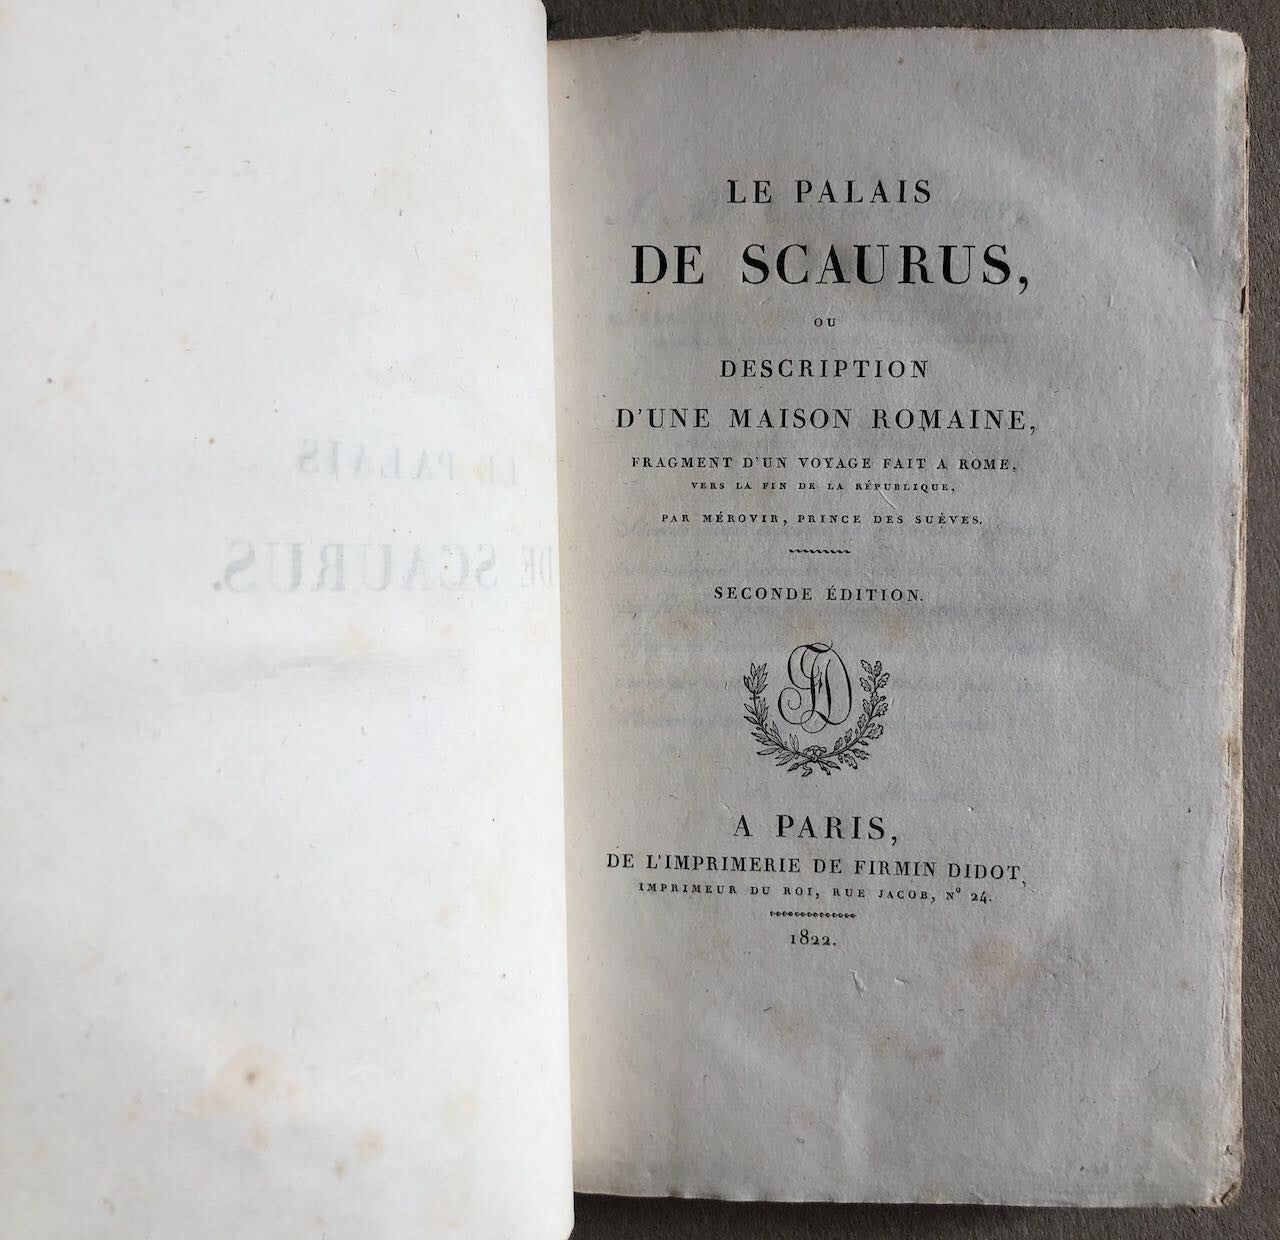 LE PALAIS
DE SCAURUS,
OU
DESCRIPTION
D'UNE MAISON ROMAINE,
FRAGMENT D'UN VOYAGE FAIT A ROME,
VERS LA FIN DE LA RÉPUBLIQUE,
PAR MÉROVIR, PRINCE DES SUÈVES.
SECONDE ÉDITION.
A PARIS,
DE L'IMPRIMERIE DE FIRMIN DIDOT,
IMPRIMEUR DU ROI, RUE JACOB, Nº 24.
1822.